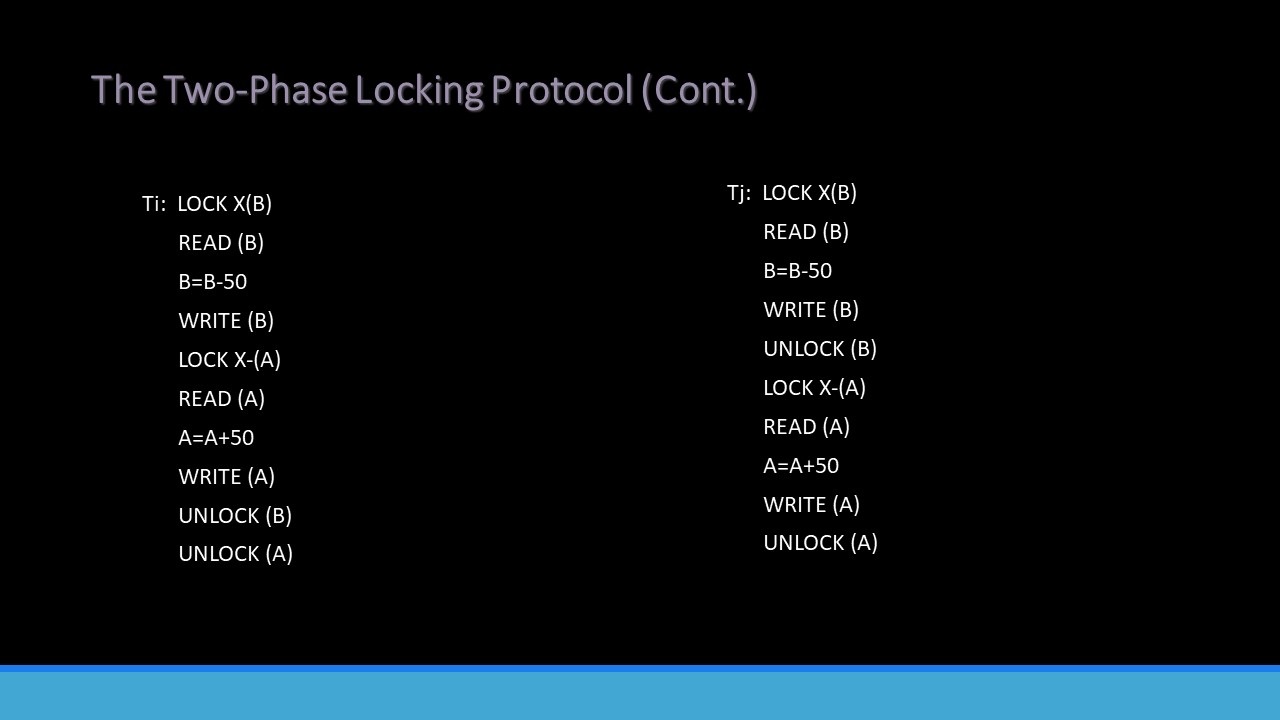 The Two-Phase Locking Protocol (Cont.)
Ti: LOCK X(B)
READ (B)
B=B-50
WRITE (B)
LOCK X-(A)
READ (A)
A=A+50
WRITE (A)
UNLOCK (B)
UNLOCK (A)
Tj: LOCK X(B)
READ (B)
B=B-50
WRITE (B)
UNLOCK (B)
LOCK X-(A)
READ (A)
A=A+50
WRITE (A)
UNLOCK (A)